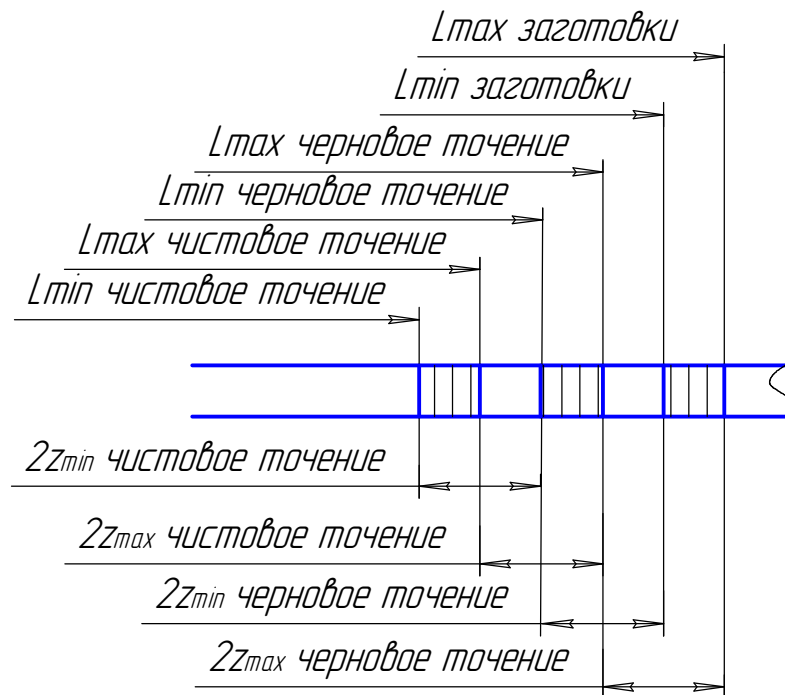 Lmax заготовки
Lmin заготовки
Lmax черновое точение
Lmin черновое точение
Lmax чистовое точение
Lmin чистовое точение
2zmin чистовое точение
2zmax чистовое точение
2zmin черновое точение
2zmax черновое точение